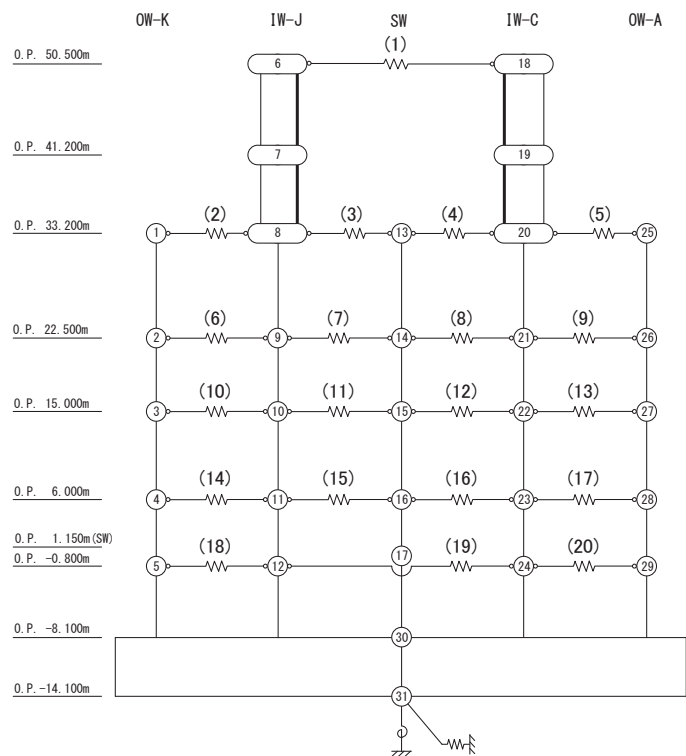 OW-K IW-J SW IW-C OW-A
(1)
O.P. 50.500m 6 18
O.P. 41.200m 7 19
(2) (3) (4) (5)
O.P. 33.200m 1 8 13 20 25
(6) (7) (8) (9)
O.P. 22.500m 2 9 14 21 26
(10) (11) (12) (13)
O.P. 15.000m 3 10 15 22 27
(14) (15) (16) (17)
O.P. 6.000m 4 11 16 23 28
O.P. 1.150m(SW) 17
(18) (19) (20)
O.P. -0.800m 5 12 24 29
O.P. -8.100m 30
O.P.-14.100m 31